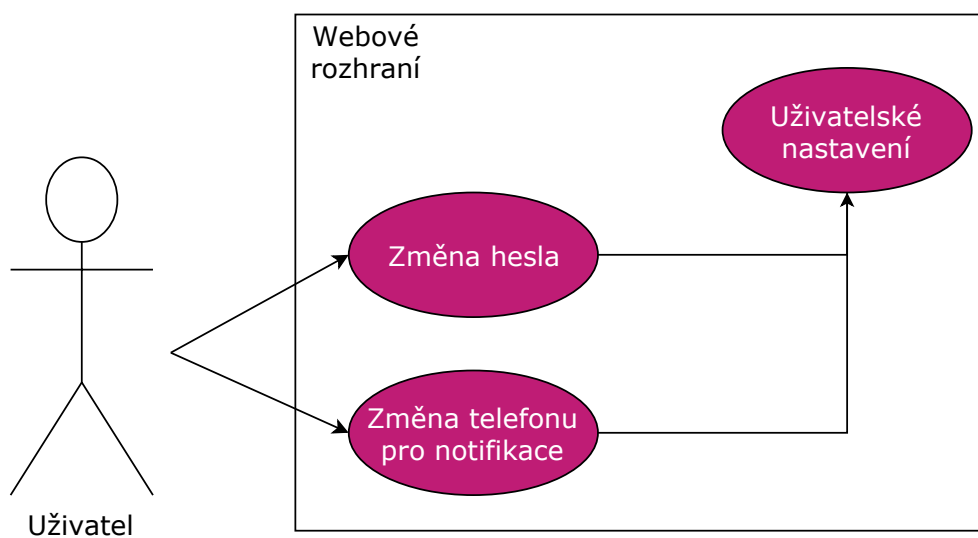 Webové
rozhraní
Uživatelské
nastavení
Změna hesla
Změna telefonu
pro notifikace
Uživatel